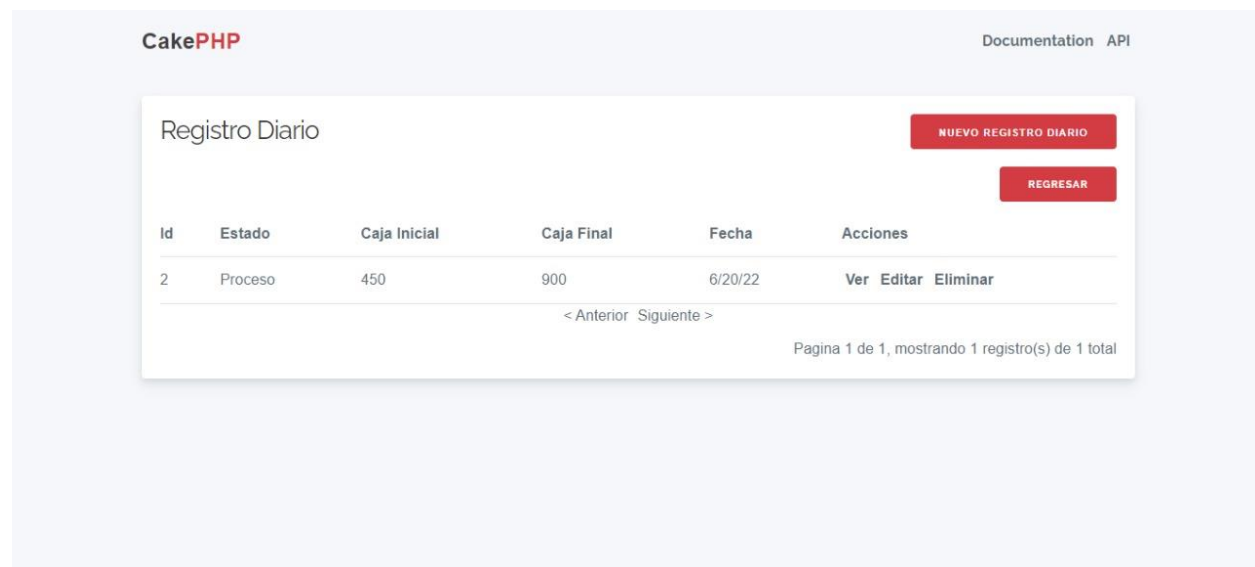 CakePHP Documentation API
Registro Diario NUEVO REGISTRO DIARIO
REGRESAR
Id Estado Caja Inicial Caja Final Fecha Acciones
2 Proceso 450 900 6/20/22 Ver Editar Eliminar
< Anterior Siguiente >
Pagina 1 de 1, mostrando 1 registro(s) de 1 total